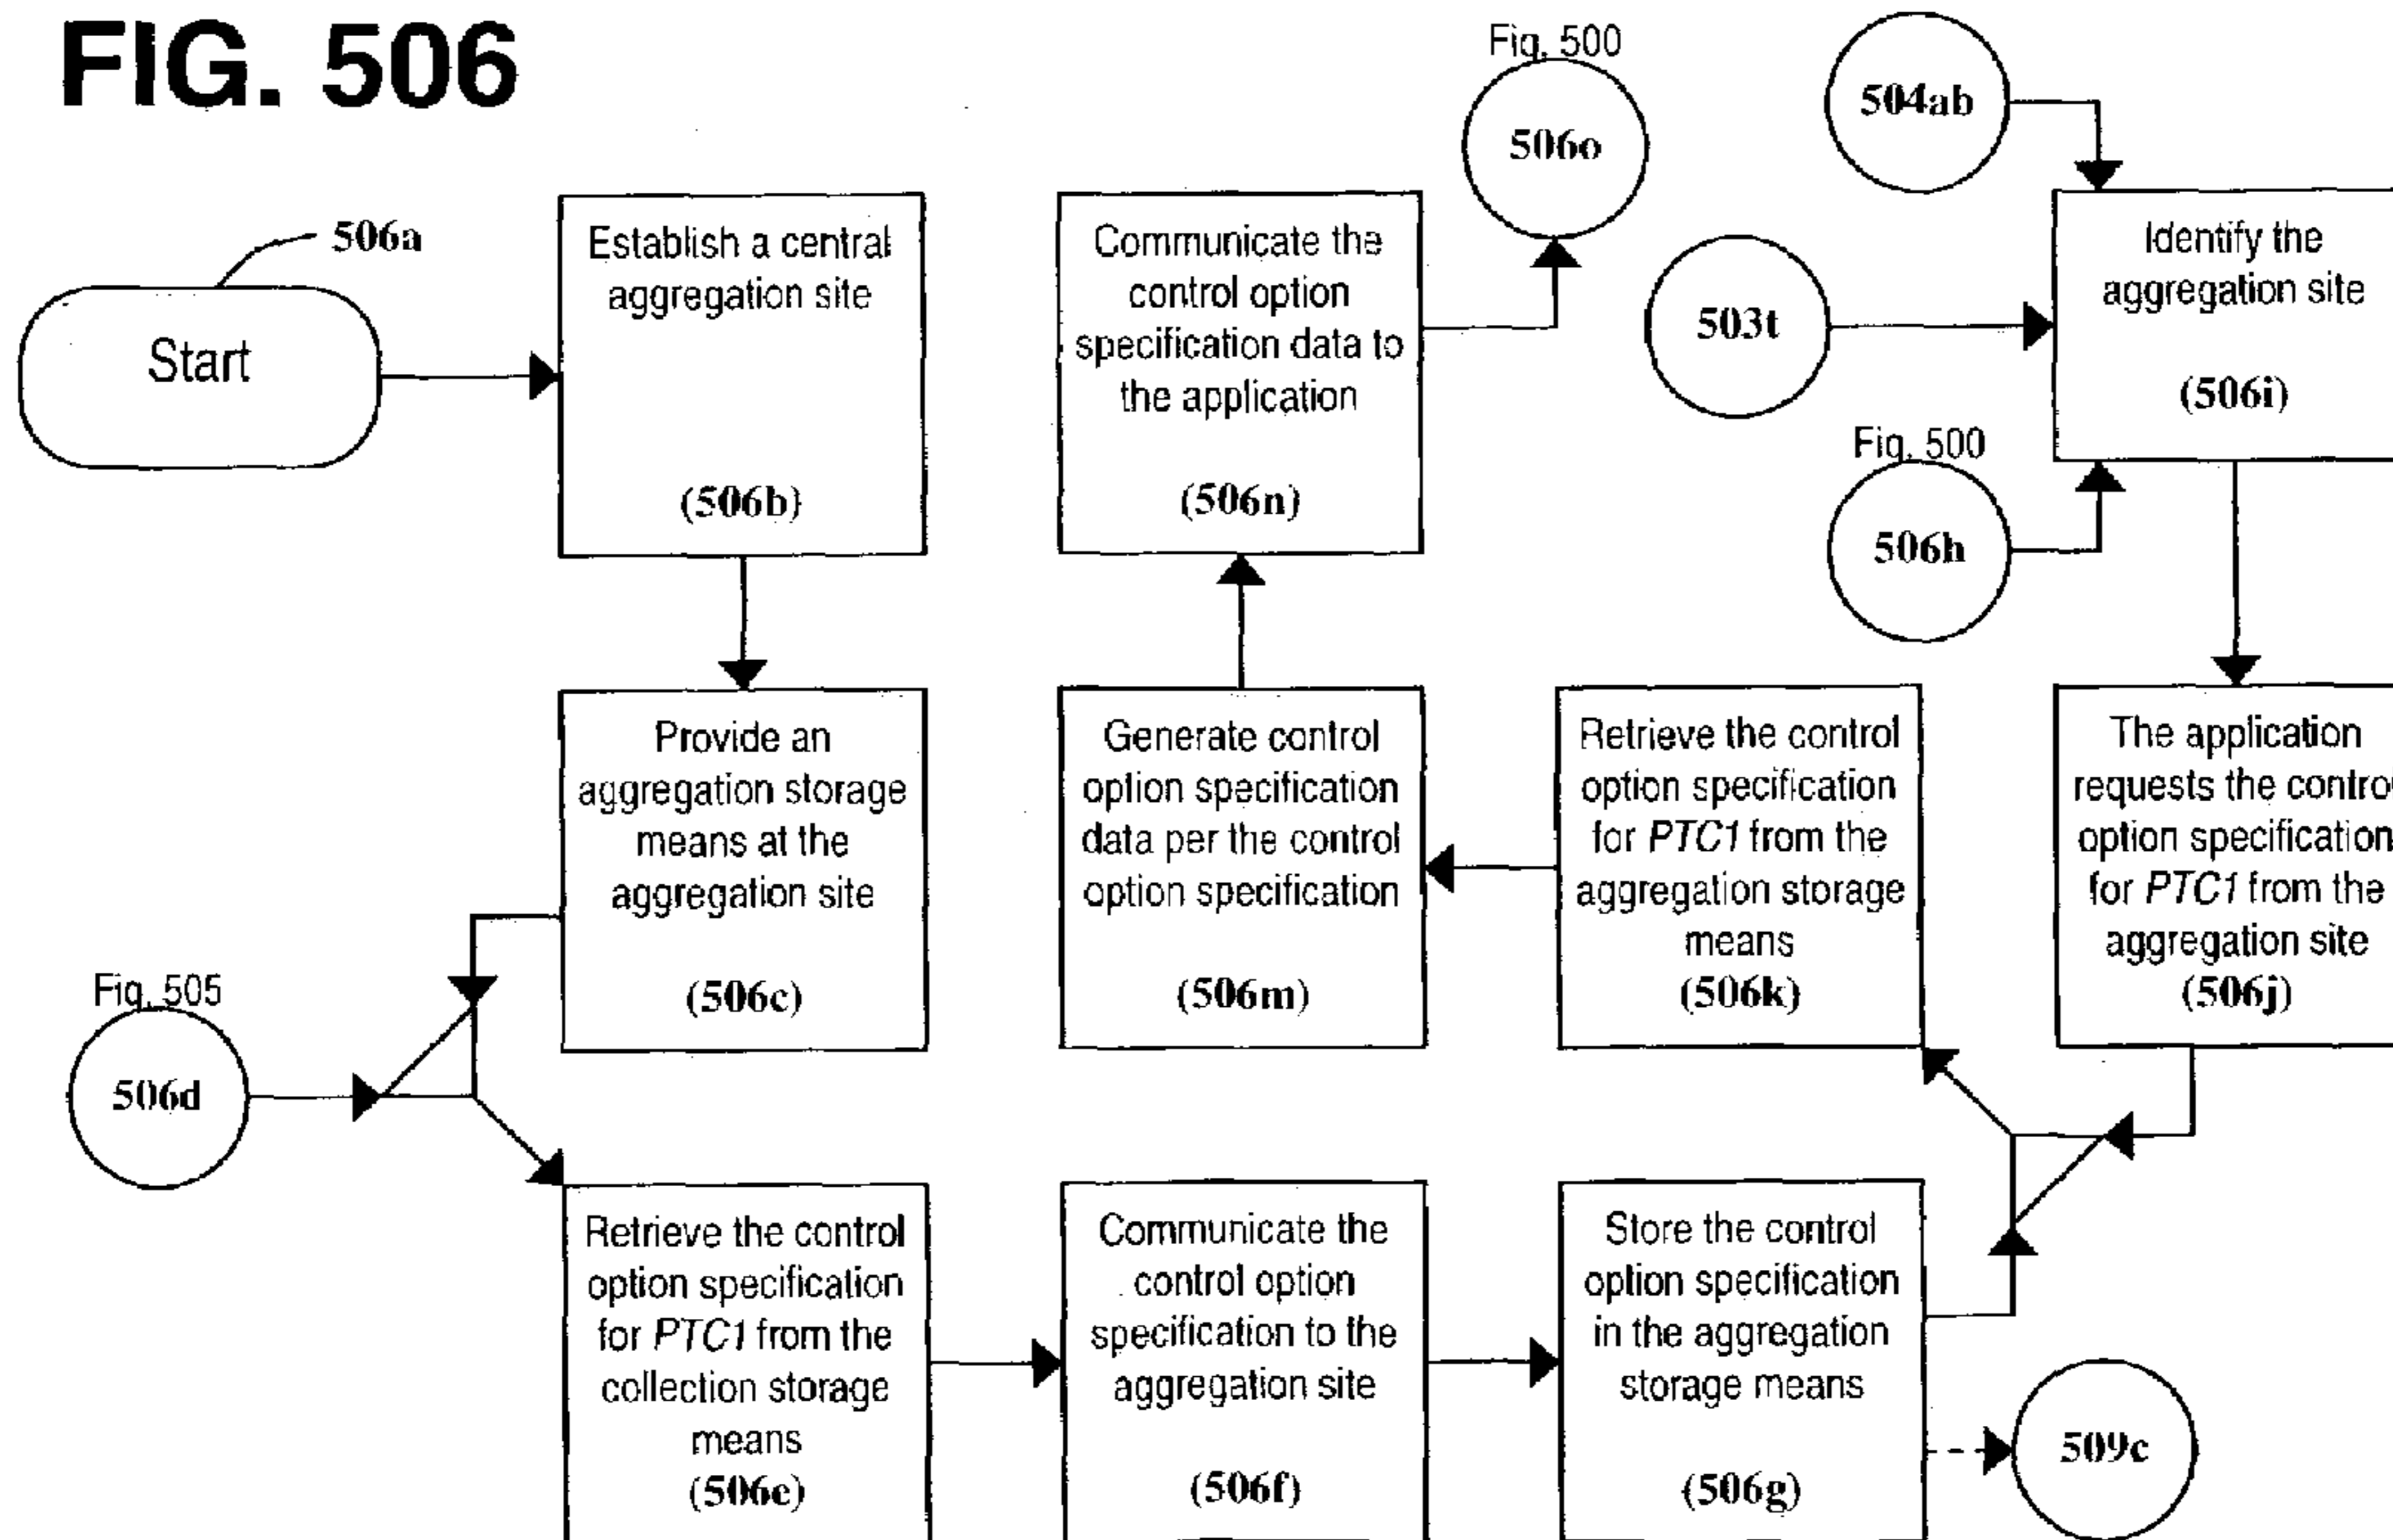 FIG. 506
506a
Start
Establish a central
aggregation site
(506b)
Communicate the
control option
specification data to
the application
(506n)
Fig. 500
506o
504ab
503t
Identify the
aggregation site
(506i)
Fig. 500
506h
Provide an
aggregation storage
means at the
aggregation site
(506c)
Generate control
option specification
data per the control
option specification
(506m)
Retrieve the control
option specification
for PTC1 from the
aggregation storage
means
(506k)
The application
requests the control
option specification
for PTC1 from the
aggregation site
(506j)
Fig. 505
506d
Retrieve the control
option specification
for PTC1 from the
collection storage
means
(506e)
Communicate the
control option
specification to the
aggregation site
(506f)
Store the control
option specification
in the aggregation
storage means
(506g)
509c